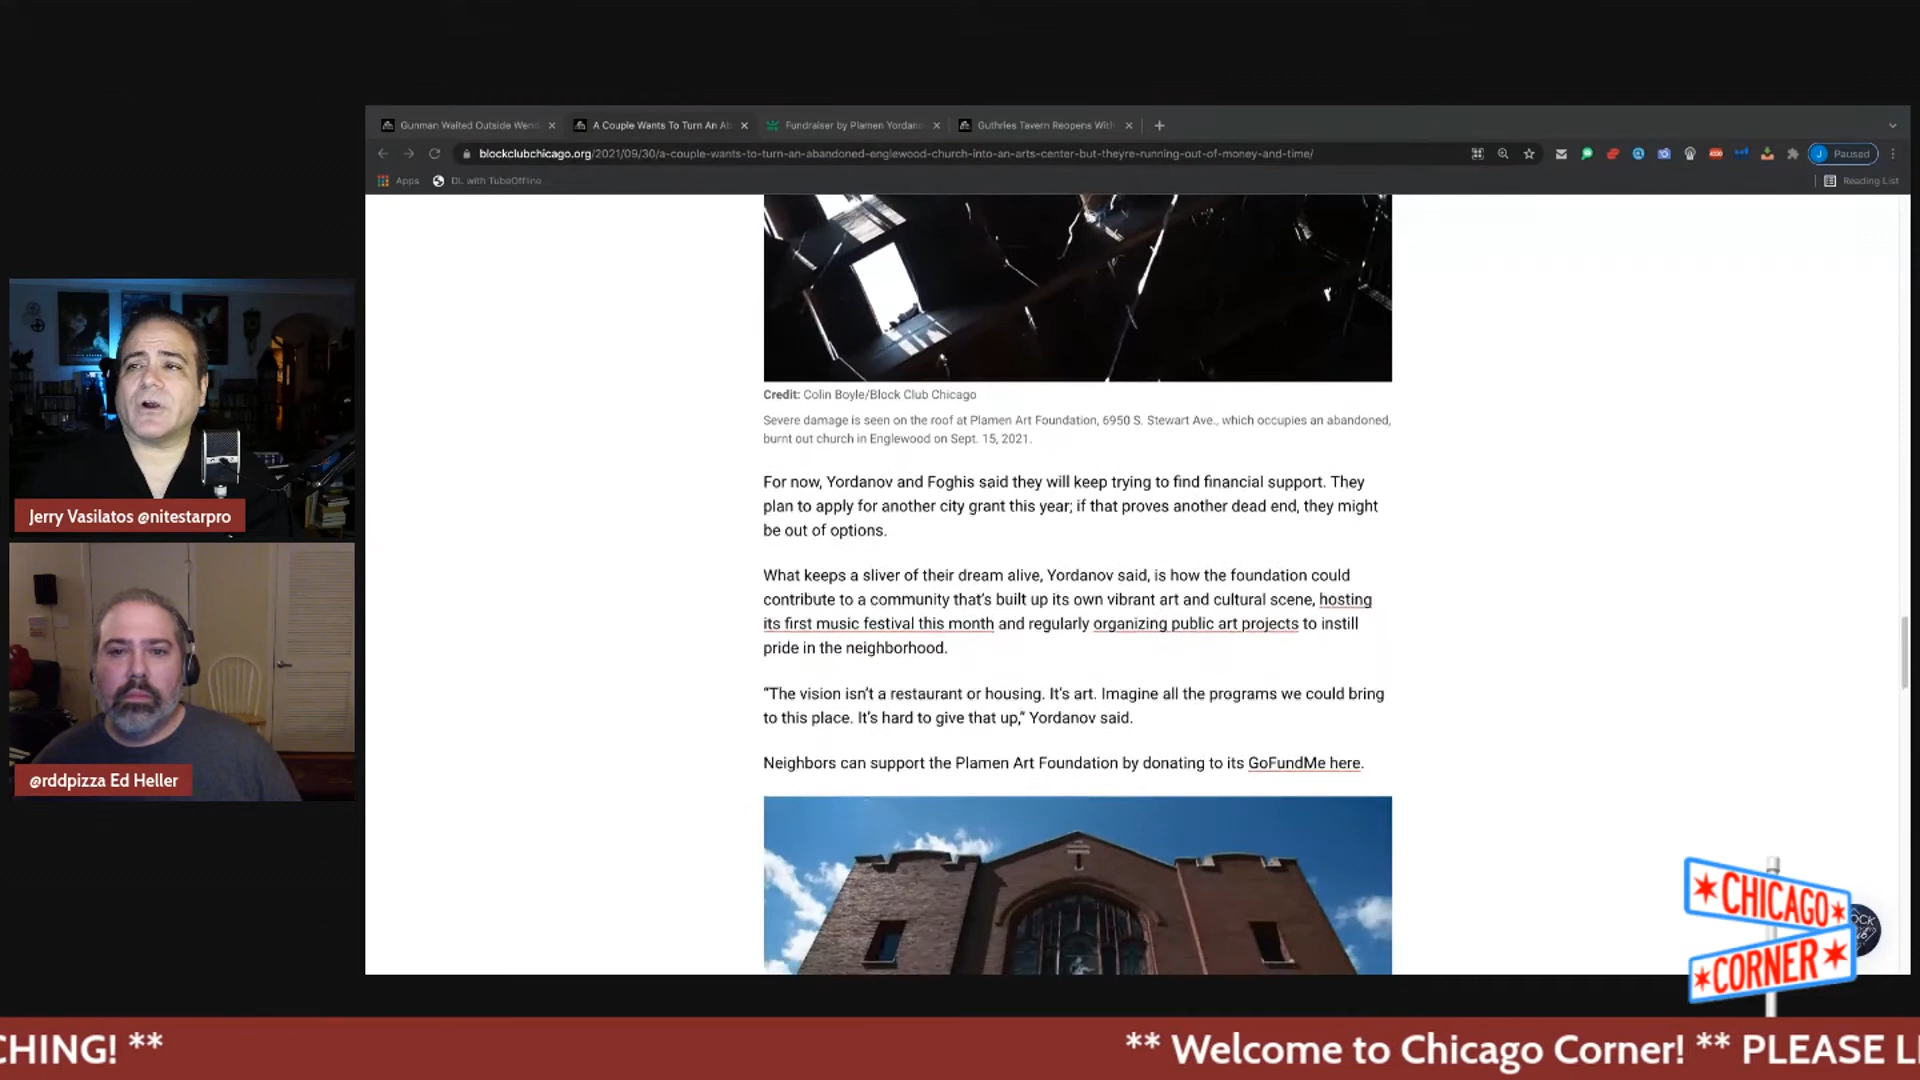 Gunman Waited Outside Wend
A Couple Wants To Turn An Ab
Fundraiser by Plamen Yordano
Guthries Tavern Reopens With
blockclubchicago.org/2021/09/30/a-couple-wants-to-turn-an-abandoned-englewood-church-into-an-arts-center-but-theyre-running-out-of-money-and-time/
J Paused
Apps
DL with TubeOffline
Reading List
Credit: Colin Boyle/Block Club Chicago
Severe damage is seen on the roof at Plamen Art Foundation, 6950 S. Stewart Ave., which occupies an abandoned,
burnt out church in Englewood on Sept. 15, 2021.
For now, Yordanov and Foghis said they will keep trying to find financial support. They
plan to apply for another city grant this year; if that proves another dead end, they might
be out of options.
What keeps a sliver of their dream alive, Yordanov said, is how the foundation could
contribute to a community that’s built up its own vibrant art and cultural scene, hosting
its first music festival this month and regularly organizing public art projects to instill
pride in the neighborhood.
“The vision isn’t a restaurant or housing. It’s art. Imagine all the programs we could bring
to this place. It’s hard to give that up,” Yordanov said.
Neighbors can support the Plamen Art Foundation by donating to its GoFundMe here.
Jerry Vasilatos @nitestarpro
@rddpizza Ed Heller
CHICAGO
CORNER
CHING! **
** Welcome to Chicago Corner! ** PLEASE LI